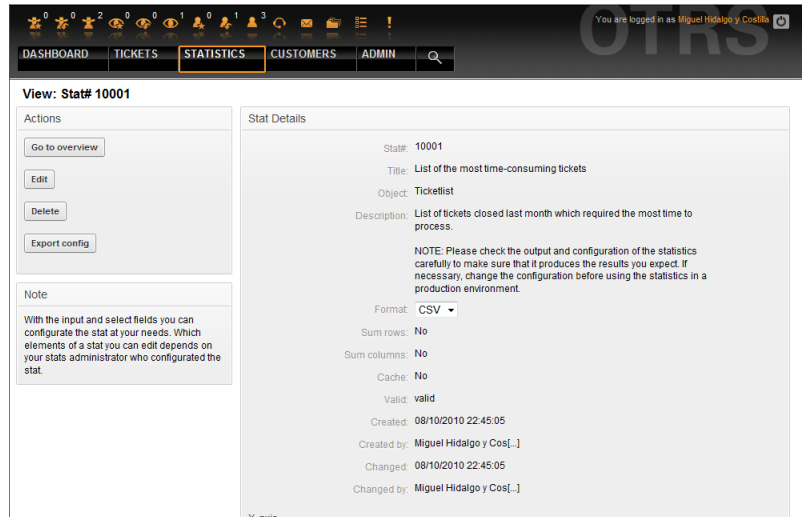 0 0 2 0 0 1 0 1 3
You are logged in as Miguel Hidalgo y Costilla
OTRS
DASHBOARD TICKETS STATISTICS CUSTOMERS ADMIN
View: Stat# 10001
Actions
Go to overview
Edit
Delete
Export config
Note
With the input and select fields you can
configurate the stat at your needs. Which
elements of a stat you can edit depends on
your stats administrator who configurated the
stat.
Stat Details
Stat#: 10001
Title: List of the most time-consuming tickets
Object: Ticketlist
Description: List of tickets closed last month which required the most time to
process.
NOTE: Please check the output and configuration of the statistics
carefully to make sure that it produces the results you expect. If
necessary, change the configuration before using the statistics in a
production environment.
Format: CSV
Sum rows: No
Sum columns: No
Cache: No
Valid: valid
Created: 08/10/2010 22:45:05
Created by: Miguel Hidalgo y Cos[...]
Changed: 08/10/2010 22:45:05
Changed by: Miguel Hidalgo y Cos[...]